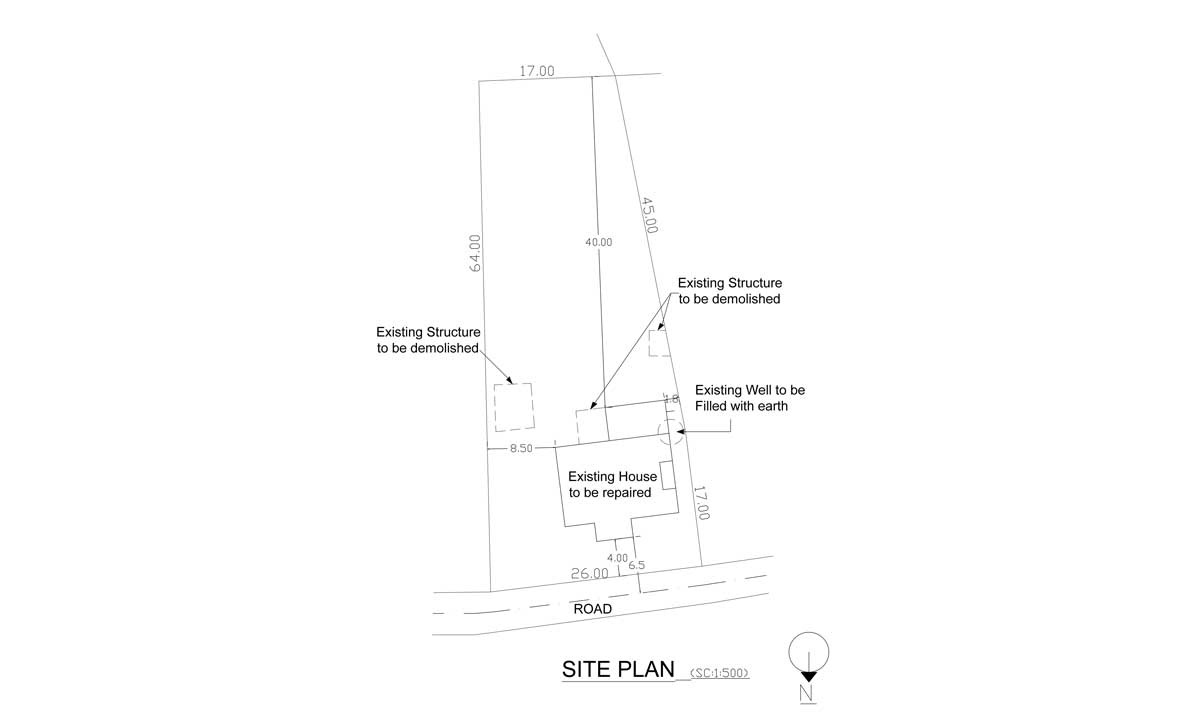 17.00
45.00
64.00
40.00
Existing Structure
to be demolished
Existing Structure
to be demolished
Existing Well to be
Filled with earth
1.8
8.50
Existing House
to be repaired
17.00
4.00
6.5
26.00
ROAD
SITE PLAN (SC:1:500)
N